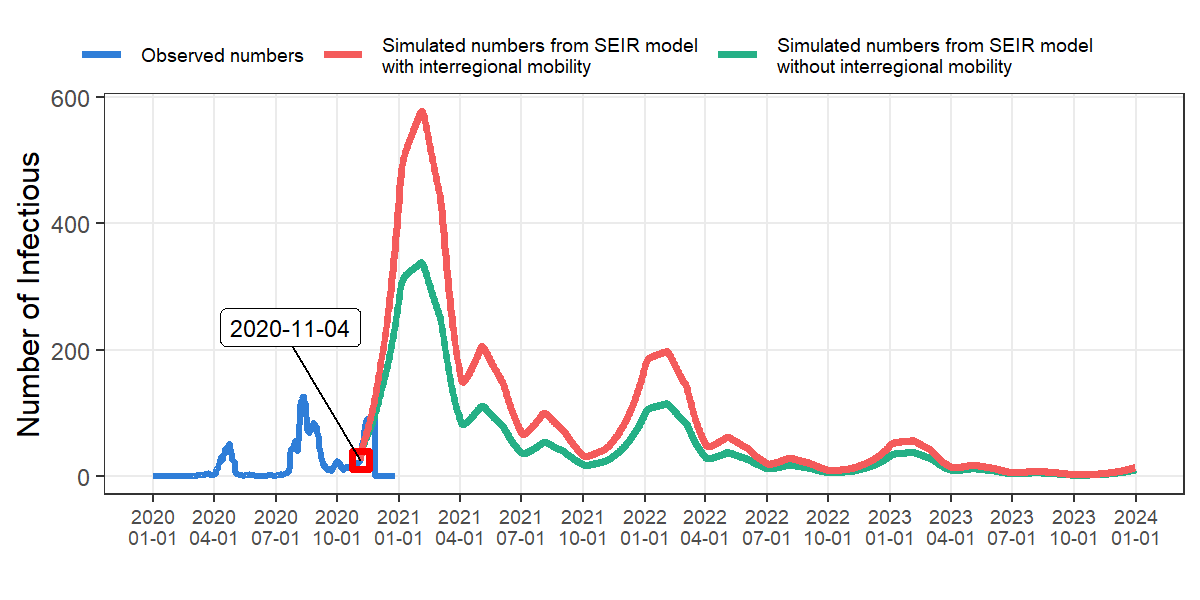 Observed numbers
Simulated numbers from SEIR model
with interregional mobility
Simulated numbers from SEIR model
without interregional mobility
Number of Infectious
600
400
200
0
2020-11-04
2020 2020 2020 2020 2021 2021 2021 2021 2022 2022 2022 2022 2023 2023 2023 2023 2024
01-01 04-01 07-01 10-01 01-01 04-01 07-01 10-01 01-01 04-01 07-01 10-01 01-01 04-01 07-01 10-01 01-01